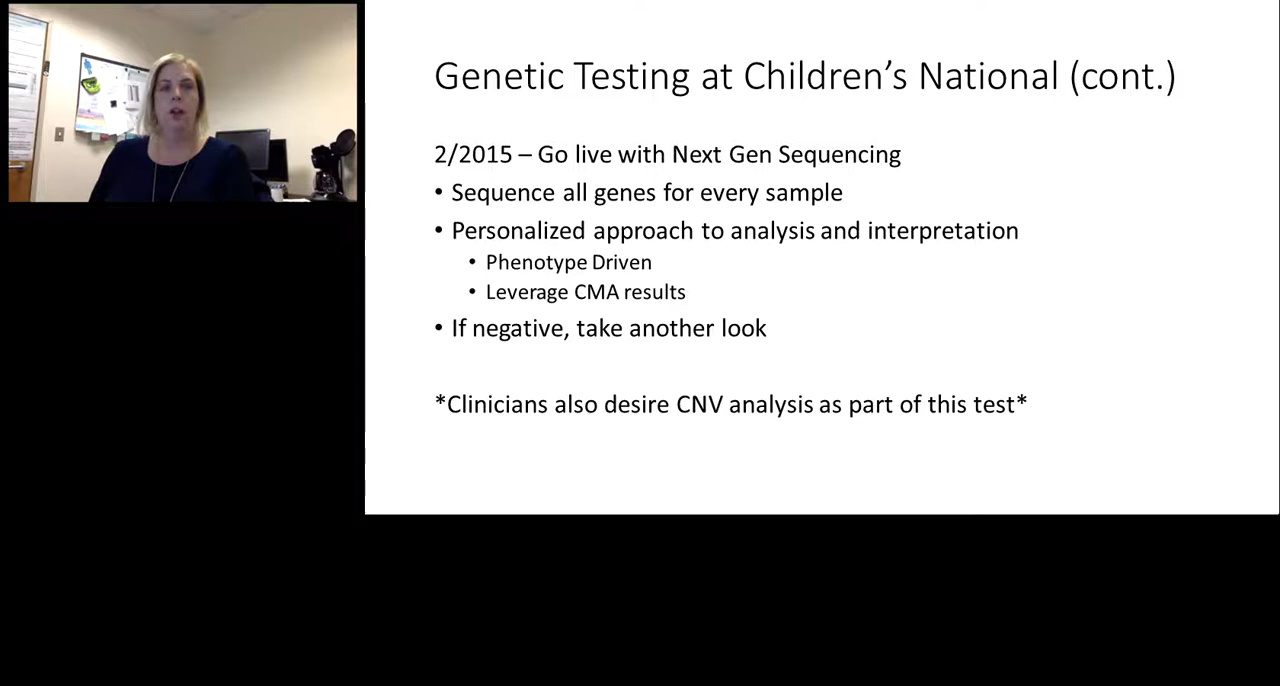 Genetic Testing at Children's National (cont.)
2/2015 – Go live with Next Gen Sequencing
• Sequence all genes for every sample
• Personalized approach to analysis and interpretation
• Phenotype Driven
• Leverage CMA results
• If negative, take another look
*Clinicians also desire CNV analysis as part of this test*